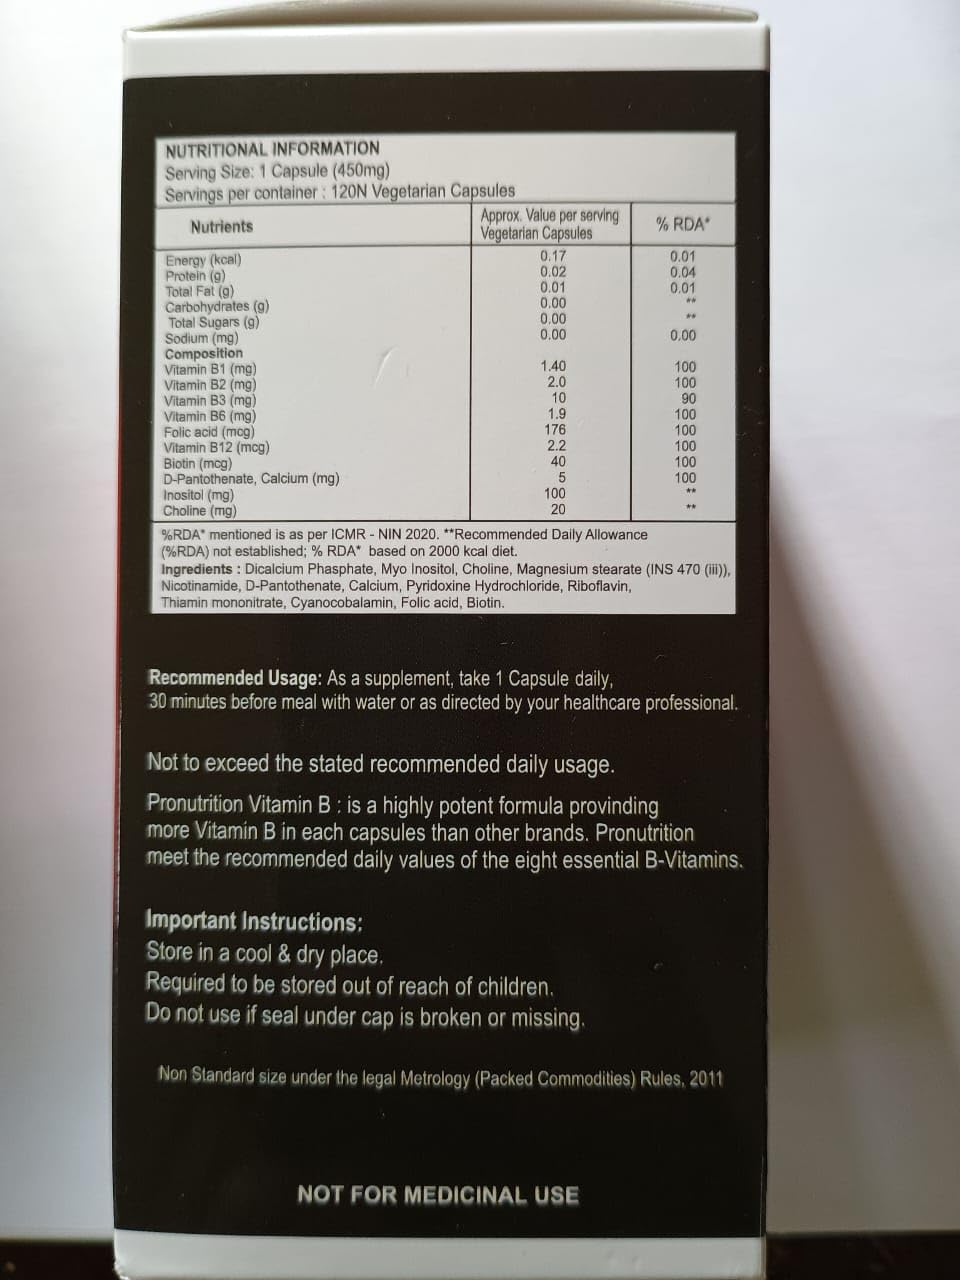 NUTRITIONAL INFORMATION
Serving Size: 1 Capsule (450mg)
Servings per container : 120N Vegetarian Capsules
Nutrients Approx. Value per serving Vegetarian Capsules % RDA*
Energy (kcal) 0.17 0.01
Protein (g) 0.02 0.04
Total Fat (g) 0.01 0.01
Carbohydrates (g) 0.00 **
Total Sugars (g) 0.00 **
Sodium (mg) 0.00 0.00
Composition
Vitamin B1 (mg) 1.40 100
Vitamin B2 (mg) 2.0 100
Vitamin B3 (mg) 10 90
Vitamin B6 (mg) 1.9 100
Folic acid (mcg) 176 100
Vitamin B12 (mcg) 2.2 100
Biotin (mcg) 40 100
D-Pantothenate, Calcium (mg) 5 100
Inositol (mg) 100 **
Choline (mg) 20 **
%RDA* mentioned is as per ICMR - NIN 2020. **Recommended Daily Allowance
(%RDA) not established; % RDA* based on 2000 kcal diet.
Ingredients : Dicalcium Phasphate, Myo Inositol, Choline, Magnesium stearate (INS 470 (iii)),
Nicotinamide, D-Pantothenate, Calcium, Pyridoxine Hydrochloride, Riboflavin,
Thiamin mononitrate, Cyanocobalamin, Folic acid, Biotin.
Recommended Usage: As a supplement, take 1 Capsule daily,
30 minutes before meal with water or as directed by your healthcare professional.
Not to exceed the stated recommended daily usage.
Pronutrition Vitamin B : is a highly potent formula provinding
more Vitamin B in each capsules than other brands. Pronutrition
meet the recommended daily values of the eight essential B-Vitamins.
Important Instructions:
Store in a cool & dry place.
Required to be stored out of reach of children.
Do not use if seal under cap is broken or missing.
Non Standard size under the legal Metrology (Packed Commodities) Rules, 2011
NOT FOR MEDICINAL USE